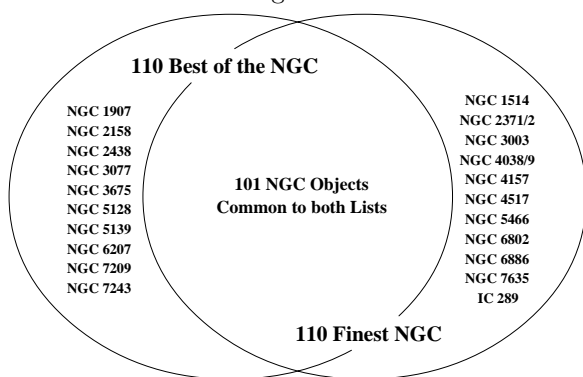 110 Best of the NGC
NGC 1907
NGC 2158
NGC 2438
NGC 3077
NGC 3675
NGC 5128
NGC 5139
NGC 6207
NGC 7209
NGC 7243
101 NGC Objects
Common to both Lists
NGC 1514
NGC 2371/2
NGC 3003
NGC 4038/9
NGC 4157
NGC 4517
NGC 5466
NGC 6802
NGC 6886
NGC 7635
IC 289
110 Finest NGC